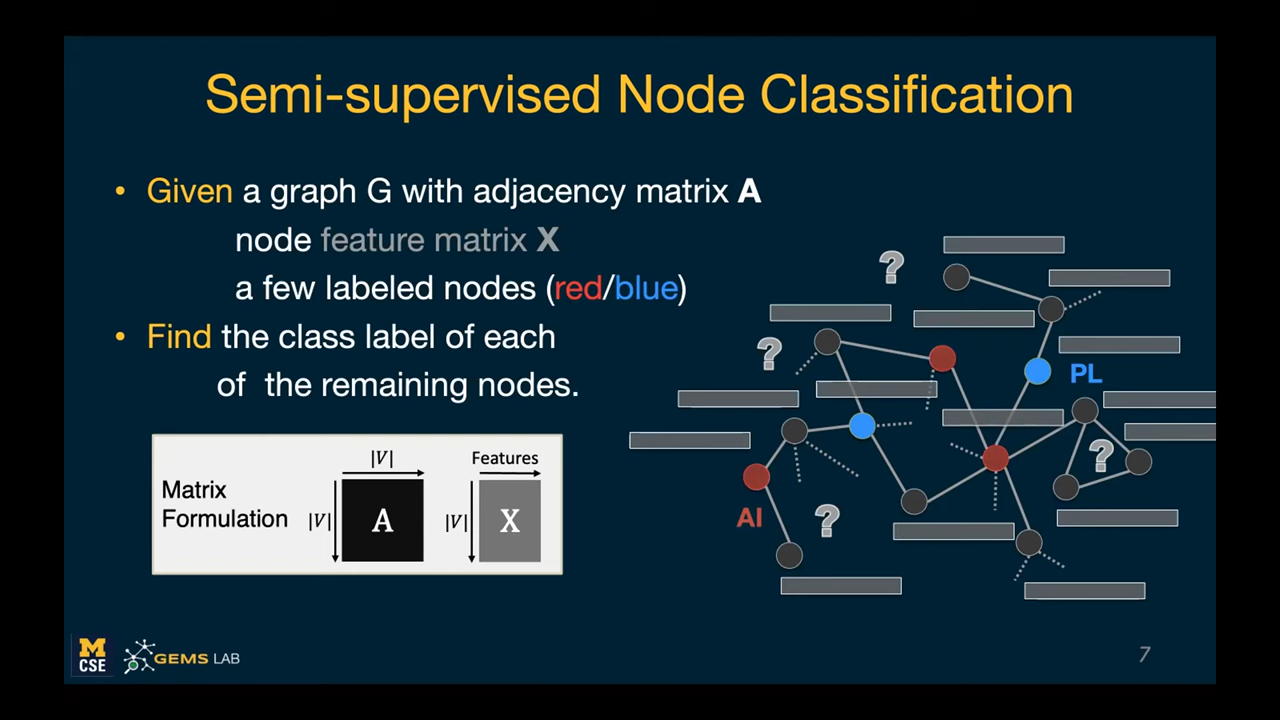 Semi-supervised Node Classification
• Given a graph G with adjacency matrix A
node feature matrix X
a few labeled nodes (red/blue)
• Find the class label of each
of the remaining nodes.
Matrix
Formulation
|V|
|V|
A
Features
|V|
X
?
?
PL
?
AI
?
M
CSE
GEMS LAB
7